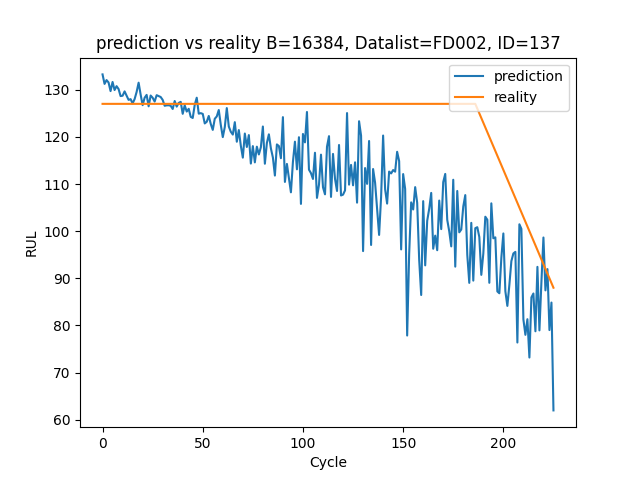 prediction vs reality B=16384, Datalist=FD002, ID=137
prediction
reality
130
120
110
100
90
80
70
60
RUL
0 50 100 150 200
Cycle